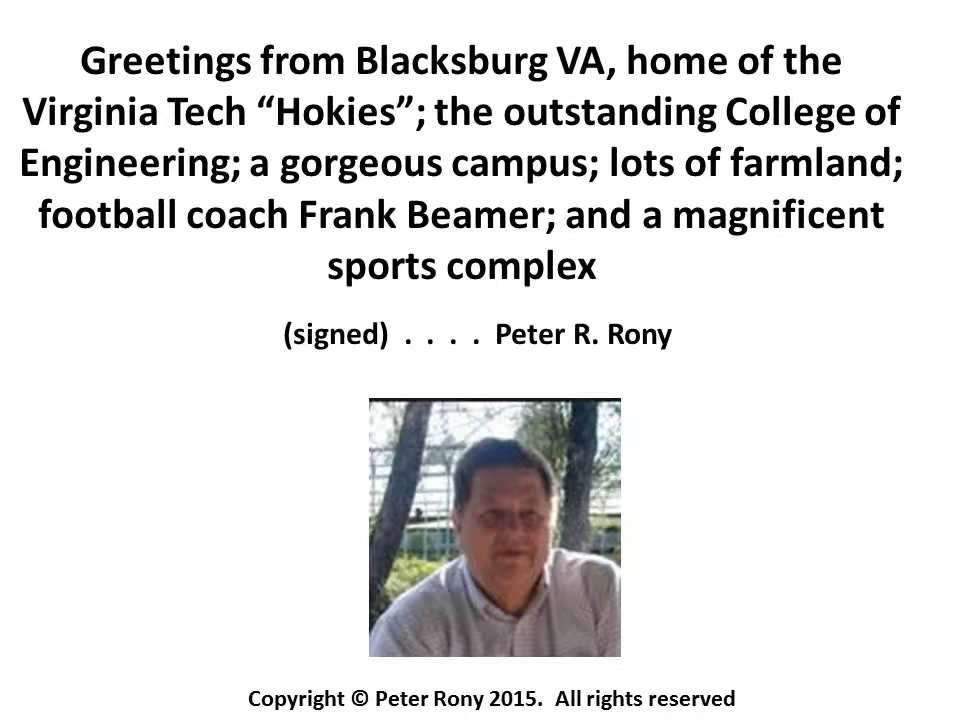 Greetings from Blacksburg VA, home of the
Virginia Tech “Hokies”; the outstanding College of
Engineering; a gorgeous campus; lots of farmland;
football coach Frank Beamer; and a magnificent
sports complex
(signed) . . . . Peter R. Rony
Copyright © Peter Rony 2015. All rights reserved